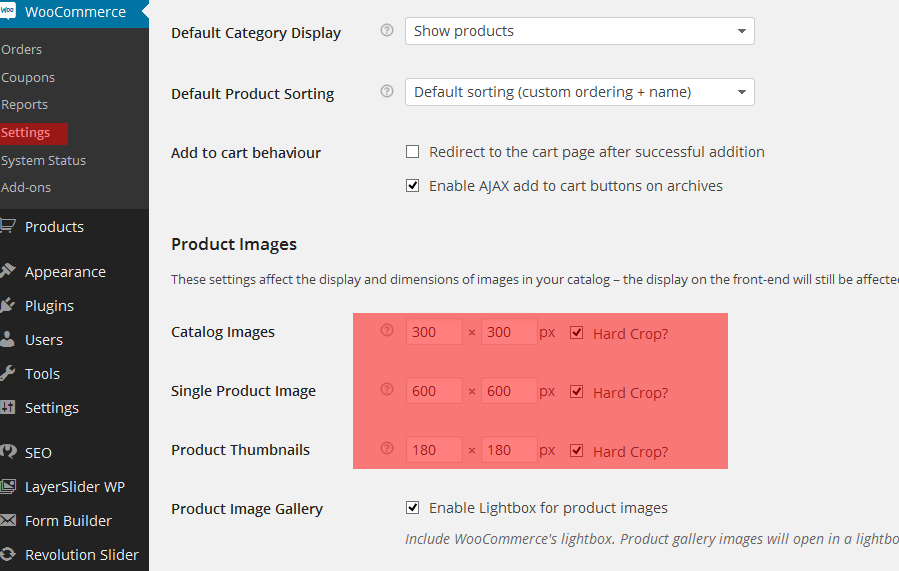 Woo WooCommerce
Orders
Coupons
Reports
Settings
System Status
Add-ons
Products
Appearance
Plugins
Users
Tools
Settings
SEO
LayerSlider WP
Form Builder
Revolution Slider
Default Category Display ? Show products
Default Product Sorting ? Default sorting (custom ordering + name)
Add to cart behaviour Redirect to the cart page after successful addition
Enable AJAX add to cart buttons on archives
Product Images
These settings affect the display and dimensions of images in your catalog – the display on the front-end will still be affected
Catalog Images ? 300 × 300 px Hard Crop?
Single Product Image ? 600 × 600 px Hard Crop?
Product Thumbnails ? 180 × 180 px Hard Crop?
Product Image Gallery Enable Lightbox for product images
Include WooCommerce's lightbox. Product gallery images will open in a lightbo